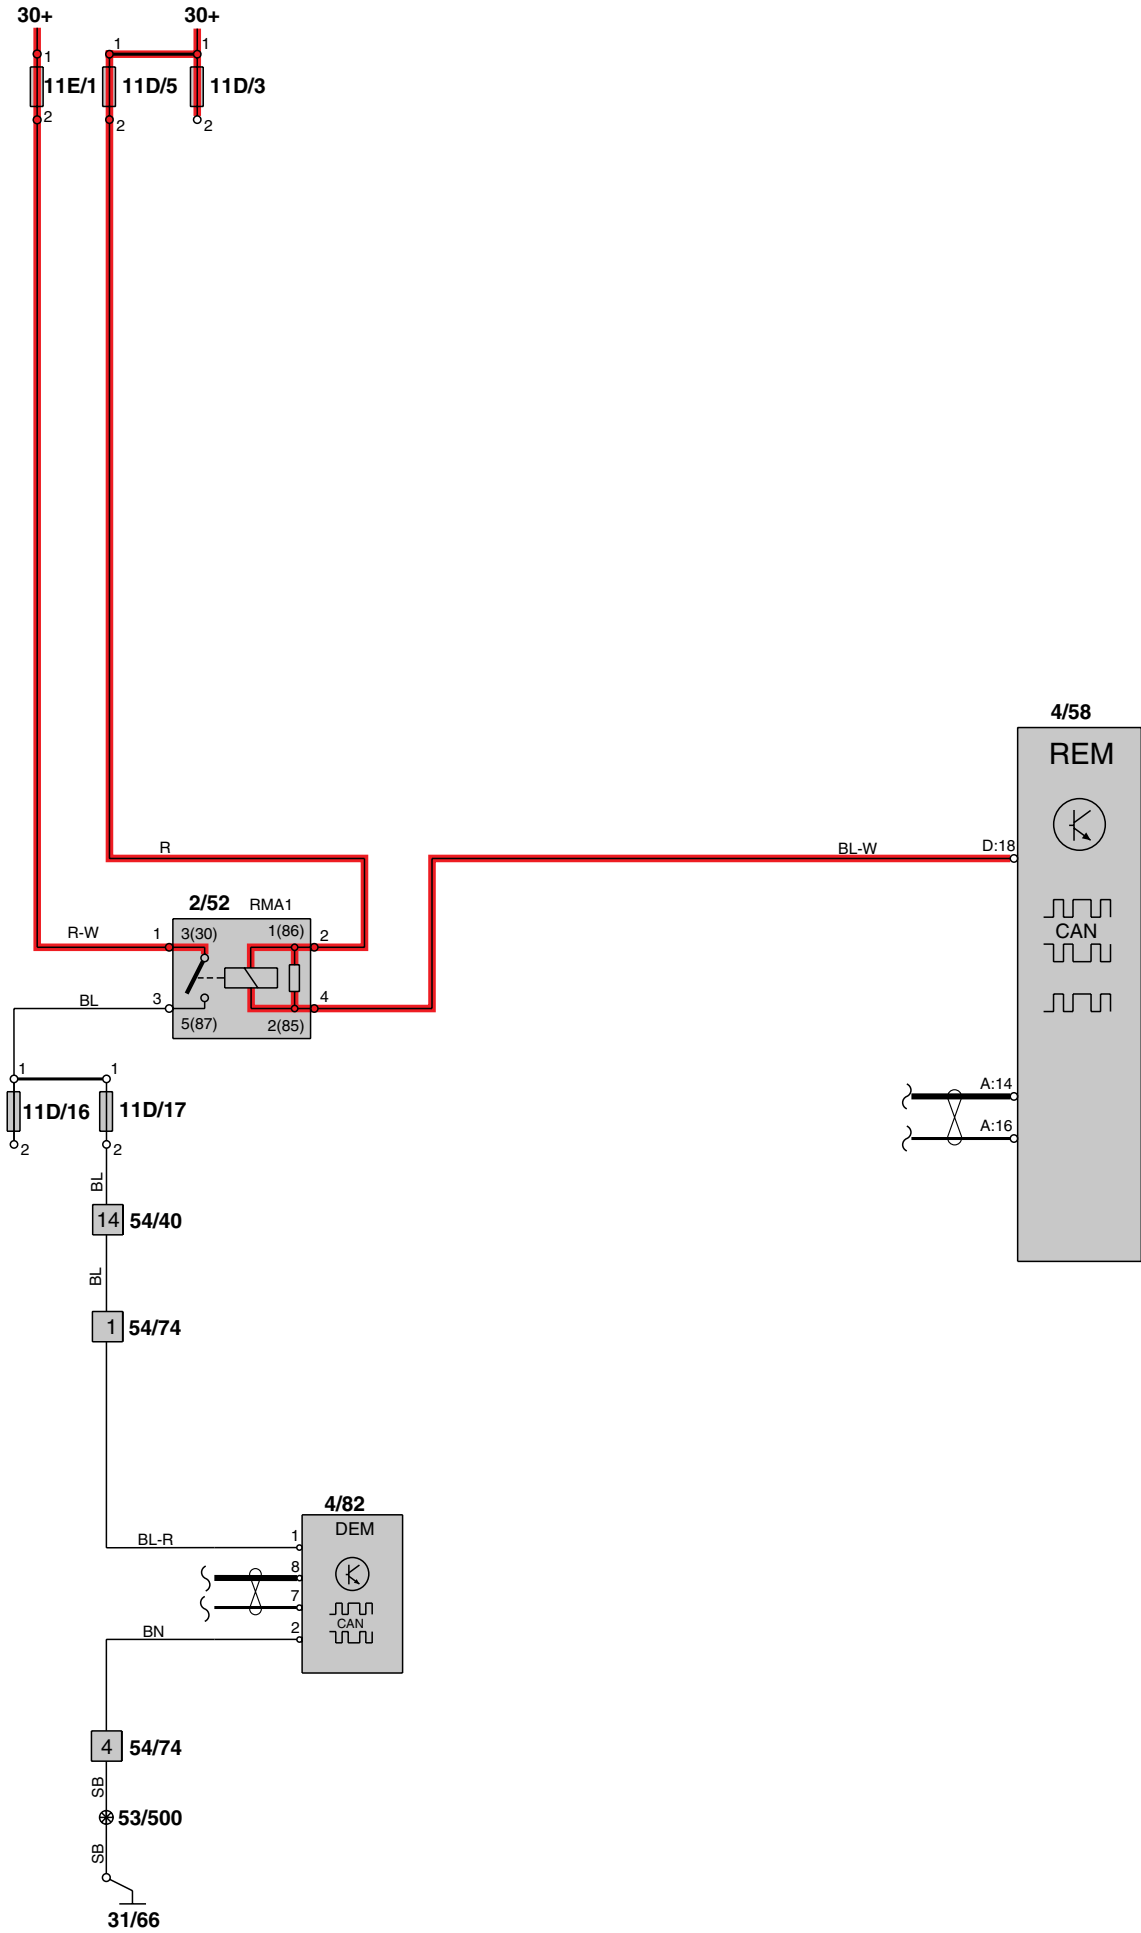 30+ 30+
1 1 1
11E/1 11D/5 11D/3
2 2 2
4/58
REM
R BL-W D:18
2/52 RMA1
R-W 1 3(30) 1(86) 2
CAN
BL 3 5(87) 2(85) 4
1 1
11D/16 11D/17
A:14
A:16
2 2
BL
14 54/40
BL
1 54/74
4/82
DEM
BL-R 1
8
7
CAN
BN 2
4 54/74
SB
53/500
SB
31/66